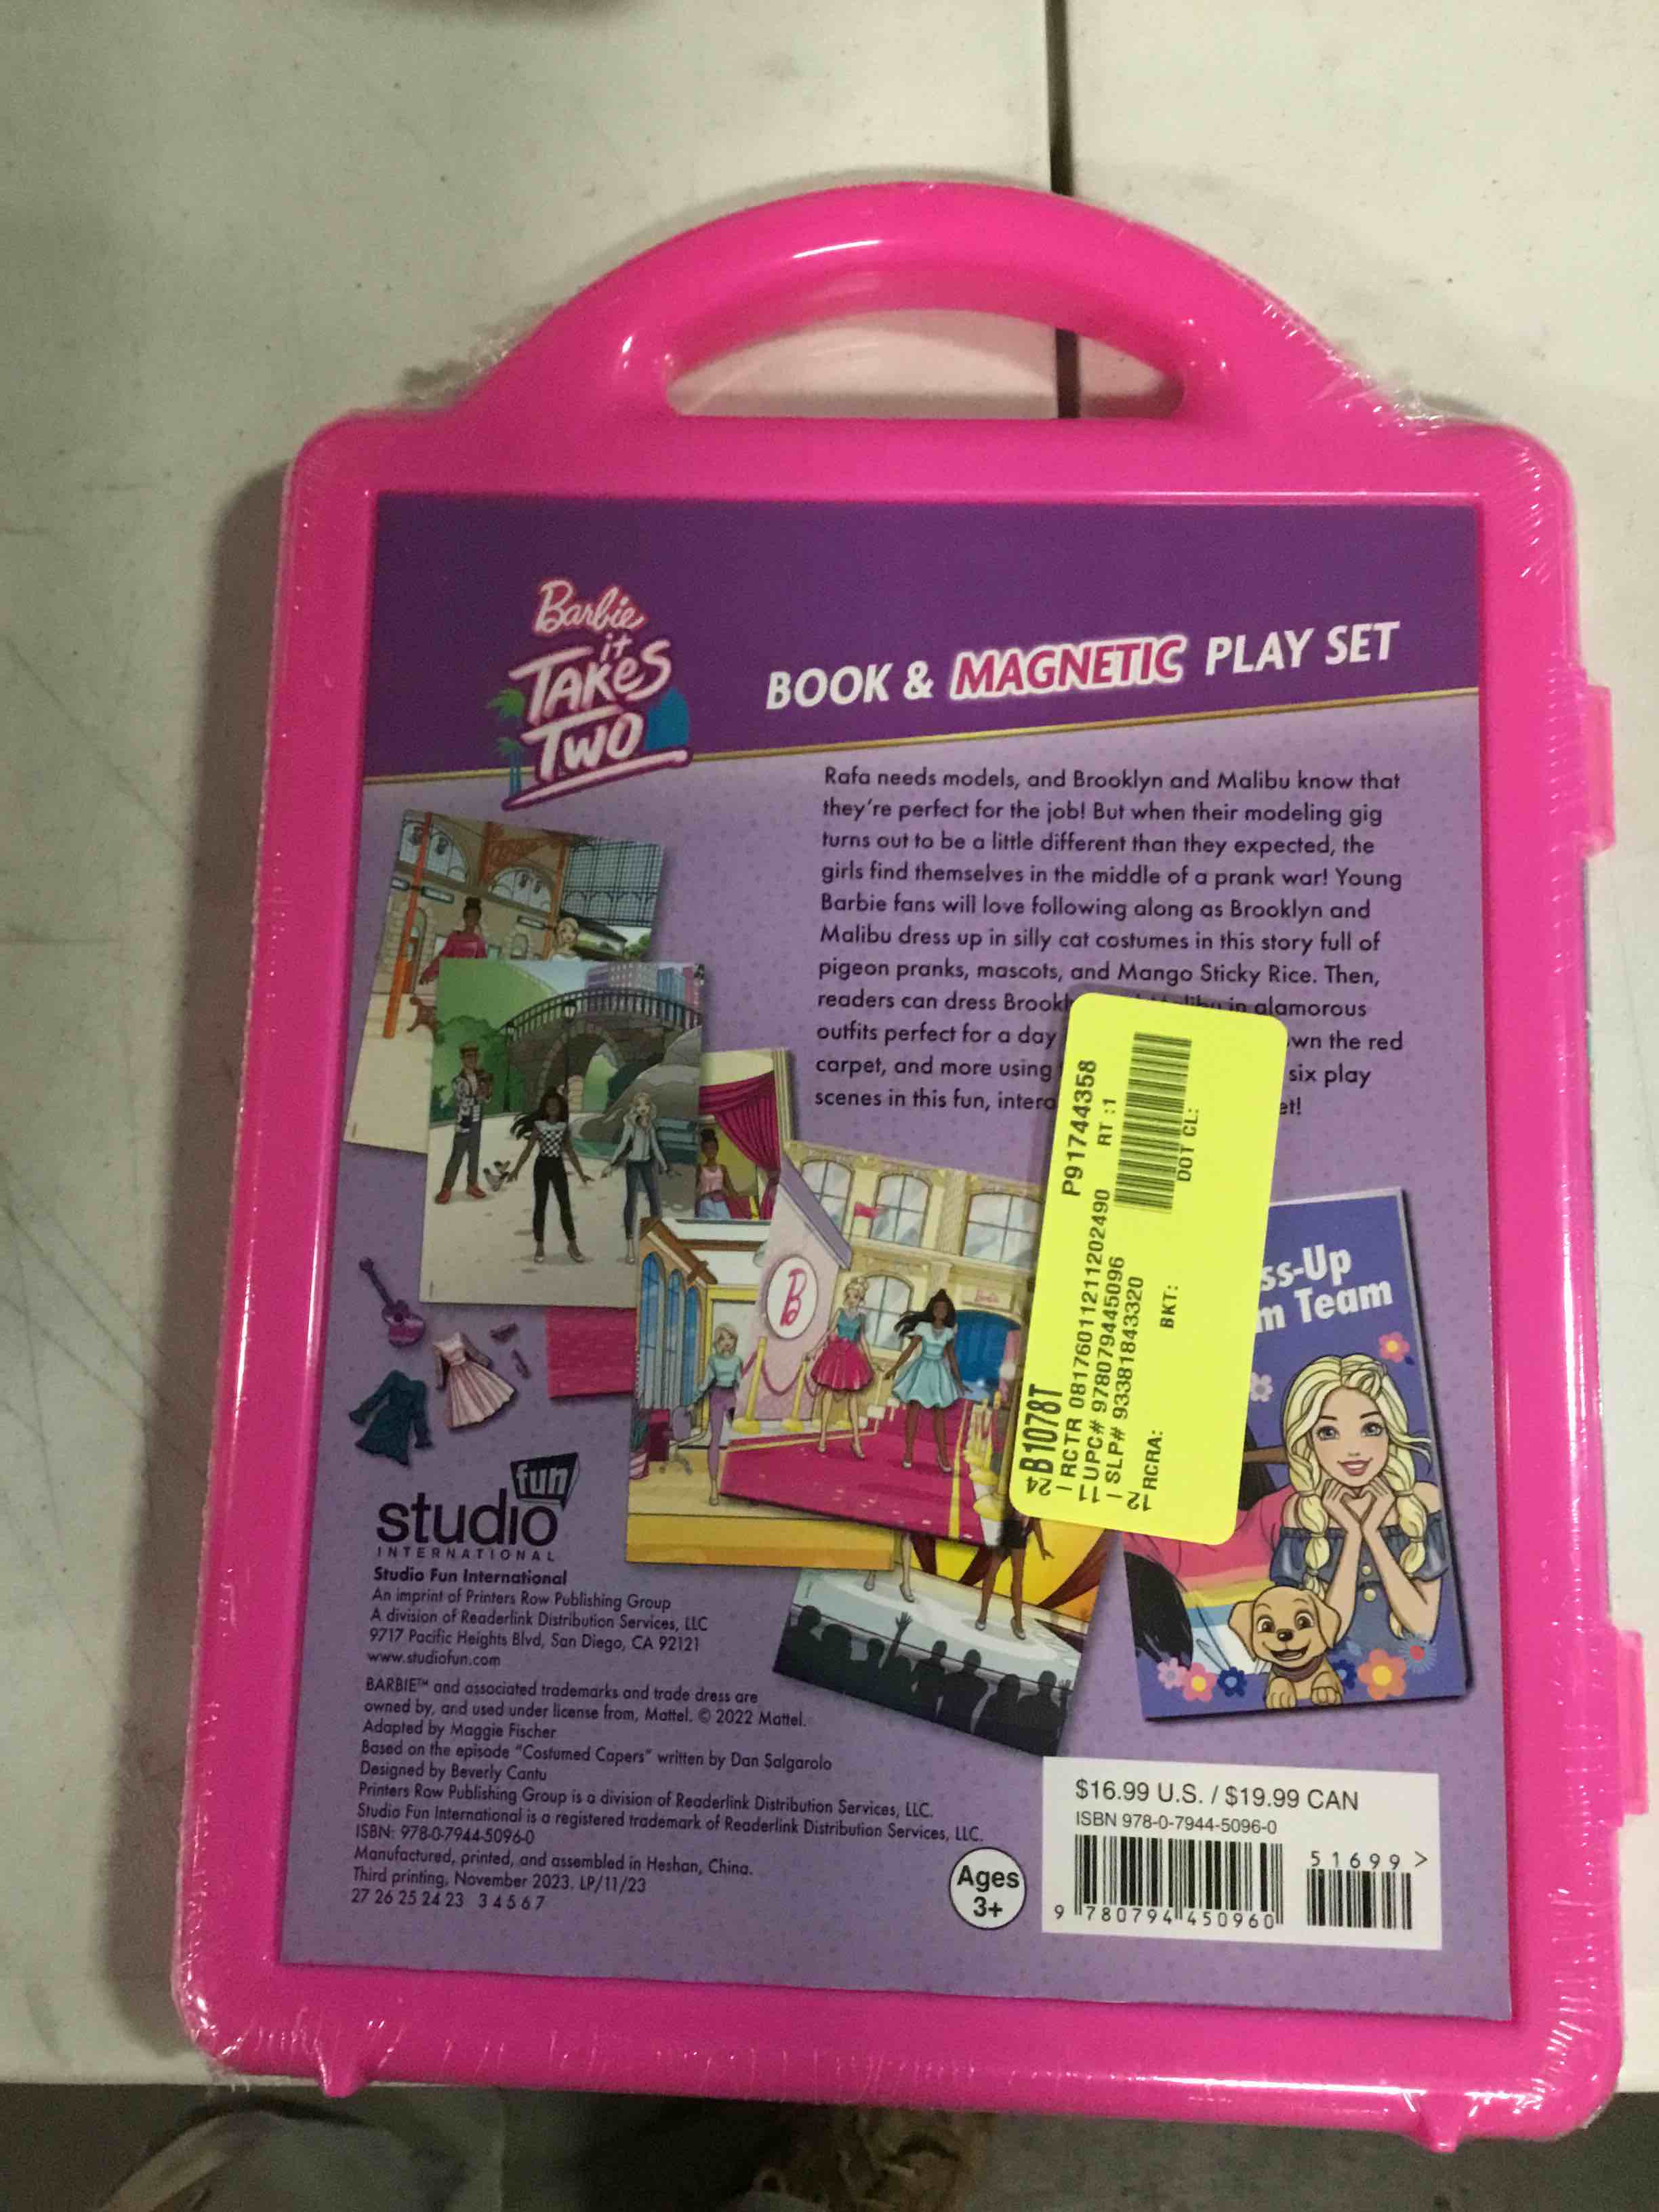 Barbie
it
TAKES
TWO
BOOK & MAGNETIC PLAY SET
Rafa needs models, and Brooklyn and Malibu know that
they're perfect for the job! But when their modeling gig
turns out to be a little different than they expected, the
girls find themselves in the middle of a prank war! Young
Barbie fans will love following along as Brooklyn and
Malibu dress up in silly cat costumes in this story full of
pigeon pranks, mascots, and Mango Sticky Rice. Then,
readers can dress in glamorous
outfits perfect for a day the red
carpet, and more using six play
scenes in this fun,
P91744358
RT :1
DOT CL:
24 B1078T
RCTR 08176011211202490
UPC# 9780794450960
SLP# 93381843320
RCRA: BKT:
ss-Up
m Team
B
Barbie
fun
studio
INTERNATIONAL
Studio Fun International
An imprint of Printers Row Publishing Group
A division of Readerlink Distribution Services, LLC
9717 Pacific Heights Blvd, San Diego, CA 92121
www.studiofun.com
BARBIE™ and associated trademarks and trade dress are
owned by, and used under license from, Mattel. © 2022 Mattel.
Adapted by Maggie Fischer
Based on the episode "Costumed Capers" written by Dan Salgarolo
Designed by Beverly Cantu
Printers Row Publishing Group is a division of Readerlink Distribution Services, LLC.
Studio Fun International is a registered trademark of Readerlink Distribution Services, LLC.
ISBN: 978-0-7944-5096-0
Manufactured, printed, and assembled in Heshan, China.
Third printing, November 2023. LP/11/23
27 26 25 24 23 3 4 5 6 7
Ages
3+
$16.99 U.S. / $19.99 CAN
ISBN 978-0-7944-5096-0
51699 >
9 780794 450960